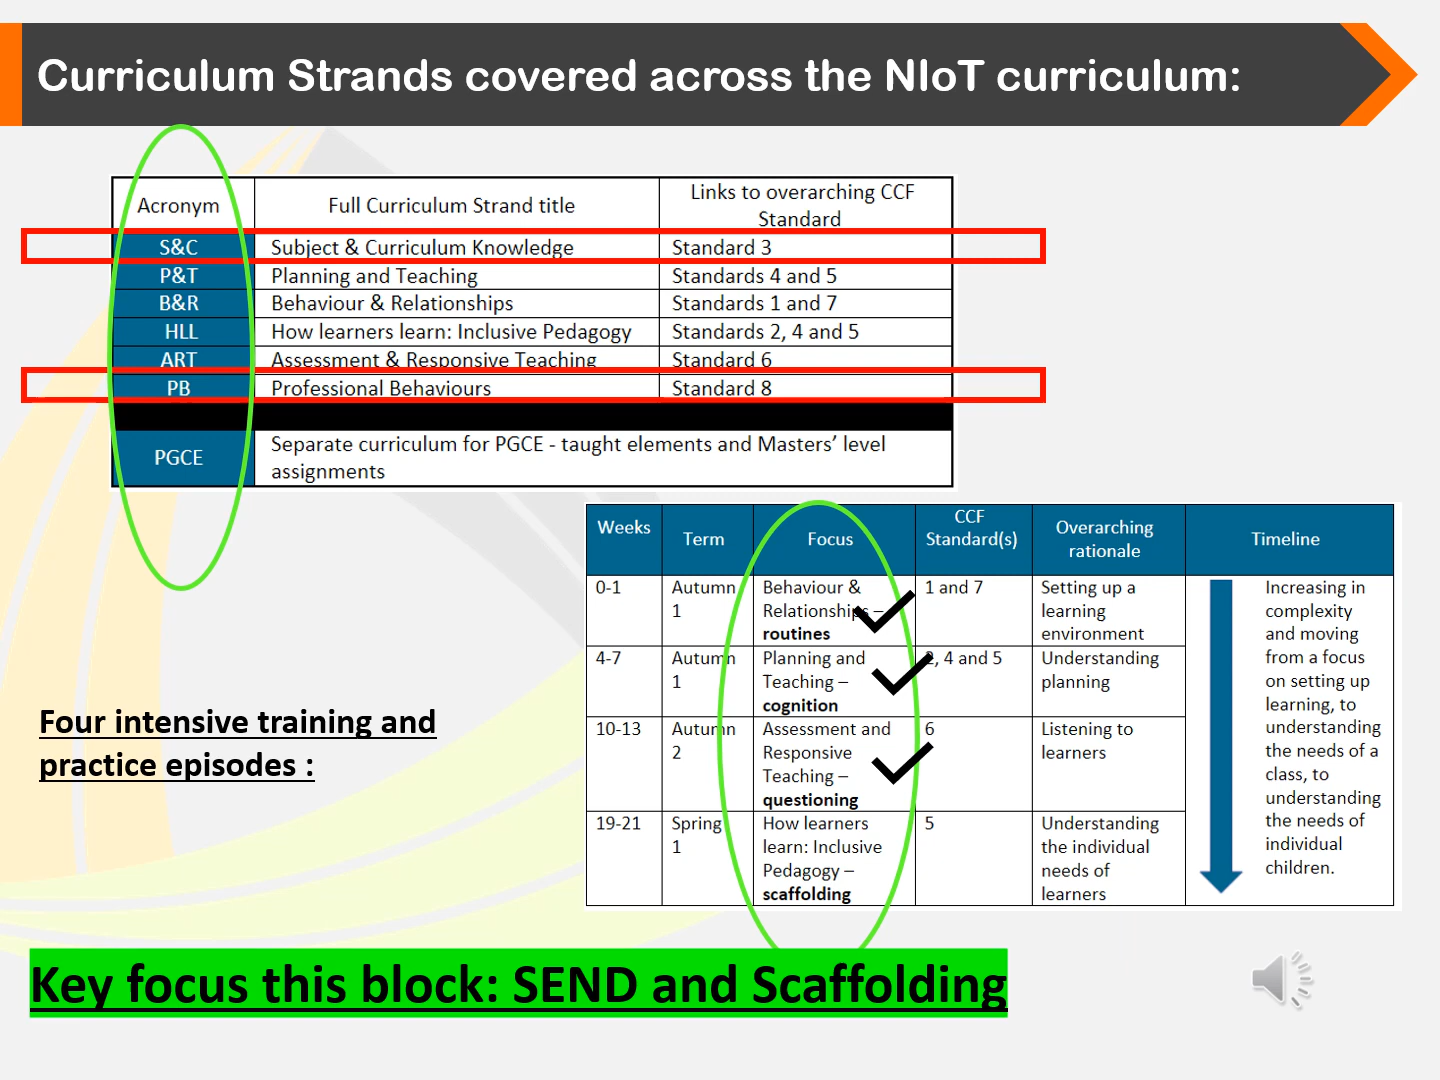 Curriculum Strands covered across the NIoT curriculum:
Acronym Full Curriculum Strand title Links to overarching CCF
Standard
S&C Subject & Curriculum Knowledge Standard 3
P&T Planning and Teaching Standards 4 and 5
B&R Behaviour & Relationships Standards 1 and 7
HLL How learners learn: Inclusive Pedagogy Standards 2, 4 and 5
ART Assessment & Responsive Teaching Standard 6
PB Professional Behaviours Standard 8
PGCE Separate curriculum for PGCE - taught elements and Masters' level
assignments
Weeks Term Focus CCF
Standard(s) Overarching
rationale Timeline
0-1 Autumn
1 Behaviour &
Relationships –
routines 1 and 7 Setting up a
learning
environment
4-7 Autumn
1 Planning and
Teaching –
cognition 2, 4 and 5 Understanding
planning
10-13 Autumn
2 Assessment and
Responsive
Teaching –
questioning 6 Listening to
learners
19-21 Spring
1 How learners
learn: Inclusive
Pedagogy –
scaffolding 5 Understanding
the individual
needs of
learners
Increasing in
complexity
and moving
from a focus
on setting up
learning, to
understanding
the needs of a
class, to
understanding
the needs of
individual
children.
Four intensive training and
practice episodes :
Key focus this block: SEND and Scaffolding